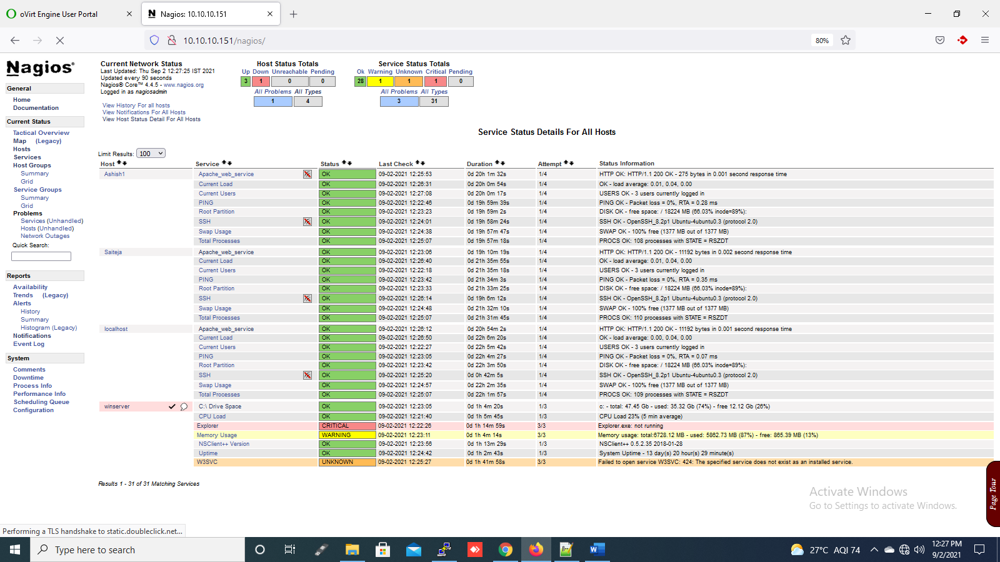 oVirt Engine User Portal
Nagios: 10.10.10.151
10.10.10.151/nagios/
80%
Nagios®
General
Home
Documentation
Current Status
Tactical Overview
Map (Legacy)
Hosts
Services
Host Groups
Summary
Grid
Service Groups
Summary
Grid
Problems
Services (Unhandled)
Hosts (Unhandled)
Network Outages
Quick Search:
Reports
Availability
Trends (Legacy)
Alerts
History
Summary
Histogram (Legacy)
Notifications
Event Log
System
Comments
Downtime
Process Info
Performance Info
Scheduling Queue
Configuration
Current Network Status
Last Updated: Thu Sep 2 12:27:25 IST 2021
Updated every 90 seconds
Nagios® Core™ 4.4.5 - www.nagios.org
Logged in as nagiosadmin
View History For all hosts
View Notifications For All Hosts
View Host Status Detail For All Hosts
Host Status Totals
Up Down Unreachable Pending
3 1 0 0
All Problems All Types
1 4
Service Status Totals
Ok Warning Unknown Critical Pending
28 1 1 1 0
All Problems All Types
3 31
Service Status Details For All Hosts
Limit Results: 100
Host Service Status Last Check Duration Attempt Status Information
Ashish1 Apache_web_service OK 09-02-2021 12:25:53 0d 20h 1m 32s 1/4 HTTP OK: HTTP/1.1 200 OK - 275 bytes in 0.001 second response time
Current Load OK 09-02-2021 12:26:31 0d 20h 0m 54s 1/4 OK - load average: 0.01, 0.04, 0.00
Current Users OK 09-02-2021 12:27:08 0d 20h 0m 17s 1/4 USERS OK - 3 users currently logged in
PING OK 09-02-2021 12:22:46 0d 19h 59m 39s 1/4 PING OK - Packet loss = 0%, RTA = 0.28 ms
Root Partition OK 09-02-2021 12:23:23 0d 19h 59m 2s 1/4 DISK OK - free space: / 18224 MB (66.03% inode=89%):
SSH OK 09-02-2021 12:24:01 0d 19h 58m 24s 1/4 SSH OK - OpenSSH_8.2p1 Ubuntu-4ubuntu0.3 (protocol 2.0)
Swap Usage OK 09-02-2021 12:24:38 0d 19h 57m 47s 1/4 SWAP OK - 100% free (1377 MB out of 1377 MB)
Total Processes OK 09-02-2021 12:25:07 0d 19h 57m 18s 1/4 PROCS OK: 108 processes with STATE = RSZDT
Saiteja Apache_web_service OK 09-02-2021 12:23:06 0d 19h 10m 19s 1/4 HTTP OK: HTTP/1.1 200 OK - 11192 bytes in 0.002 second response time
Current Load OK 09-02-2021 12:26:40 0d 21h 35m 55s 1/4 OK - load average: 0.01, 0.04, 0.00
Current Users OK 09-02-2021 12:22:18 0d 21h 35m 18s 1/4 USERS OK - 3 users currently logged in
PING OK 09-02-2021 12:23:42 0d 21h 34m 3s 1/4 PING OK - Packet loss = 0%, RTA = 0.35 ms
Root Partition OK 09-02-2021 12:23:33 0d 21h 33m 25s 1/4 DISK OK - free space: / 18224 MB (66.03% inode=89%):
SSH OK 09-02-2021 12:26:14 0d 19h 6m 12s 1/4 SSH OK - OpenSSH_8.2p1 Ubuntu-4ubuntu0.3 (protocol 2.0)
Swap Usage OK 09-02-2021 12:24:48 0d 21h 32m 10s 1/4 SWAP OK - 100% free (1377 MB out of 1377 MB)
Total Processes OK 09-02-2021 12:25:07 0d 21h 31m 45s 1/4 PROCS OK: 110 processes with STATE = RSZDT
localhost Apache_web_service OK 09-02-2021 12:26:12 0d 20h 54m 2s 1/4 HTTP OK: HTTP/1.1 200 OK - 11192 bytes in 0.001 second response time
Current Load OK 09-02-2021 12:26:50 0d 22h 6m 20s 1/4 OK - load average: 0.00, 0.04, 0.00
Current Users OK 09-02-2021 12:22:27 0d 22h 5m 42s 1/4 USERS OK - 3 users currently logged in
PING OK 09-02-2021 12:23:05 0d 22h 4m 27s 1/4 PING OK - Packet loss = 0%, RTA = 0.07 ms
Root Partition OK 09-02-2021 12:23:42 0d 22h 3m 50s 1/4 DISK OK - free space: / 18224 MB (66.03% inode=89%):
SSH OK 09-02-2021 12:25:20 0d 0h 42m 5s 1/4 SSH OK - OpenSSH_8.2p1 Ubuntu-4ubuntu0.3 (protocol 2.0)
Swap Usage OK 09-02-2021 12:24:57 0d 22h 2m 35s 1/4 SWAP OK - 100% free (1377 MB out of 1377 MB)
Total Processes OK 09-02-2021 12:25:07 0d 22h 1m 57s 1/4 PROCS OK: 109 processes with STATE = RSZDT
winserver C:\ Drive Space OK 09-02-2021 12:23:05 0d 1h 4m 20s 1/3 c: - total: 47.45 Gb - used: 35.32 Gb (74%) - free 12.12 Gb (26%)
CPU Load OK 09-02-2021 12:21:40 0d 1h 5m 45s 1/3 CPU Load 23% (5 min average)
Explorer CRITICAL 09-02-2021 12:22:26 0d 1h 14m 59s 3/3 Explorer.exe: not running
Memory Usage WARNING 09-02-2021 12:23:11 0d 1h 4m 14s 3/3 Memory usage: total:6728.12 MB - used: 5862.73 MB (87%) - free: 865.39 MB (13%)
NSClient++ Version OK 09-02-2021 12:23:56 0d 1h 13m 29s 1/3 NSClient++ 0.5.2.35 2018-01-28
Uptime OK 09-02-2021 12:24:42 0d 1h 2m 43s 1/3 System Uptime - 13 day(s) 20 hour(s) 29 minute(s)
W3SVC UNKNOWN 09-02-2021 12:25:27 0d 1h 41m 58s 3/3 Failed to open service W3SVC: 424: The specified service does not exist as an installed service.
Results 1 - 31 of 31 Matching Services
Page Tour
Activate Windows
Go to Settings to activate Windows.
Performing a TLS handshake to static.doubleclick.net...
Type here to search
27°C AQI 74
12:27 PM
9/2/2021